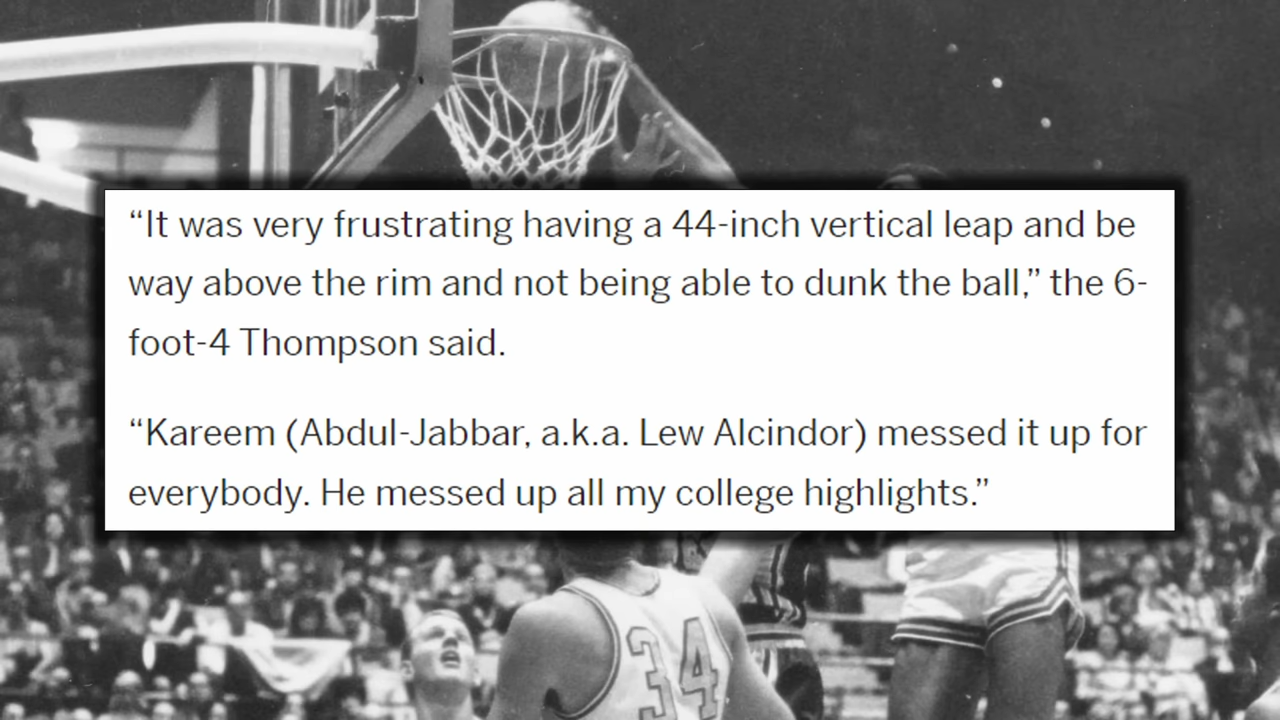 “It was very frustrating having a 44-inch vertical leap and be
way above the rim and not being able to dunk the ball,” the 6-
foot-4 Thompson said.
“Kareem (Abdul-Jabbar, a.k.a. Lew Alcindor) messed it up for
everybody. He messed up all my college highlights.”
34